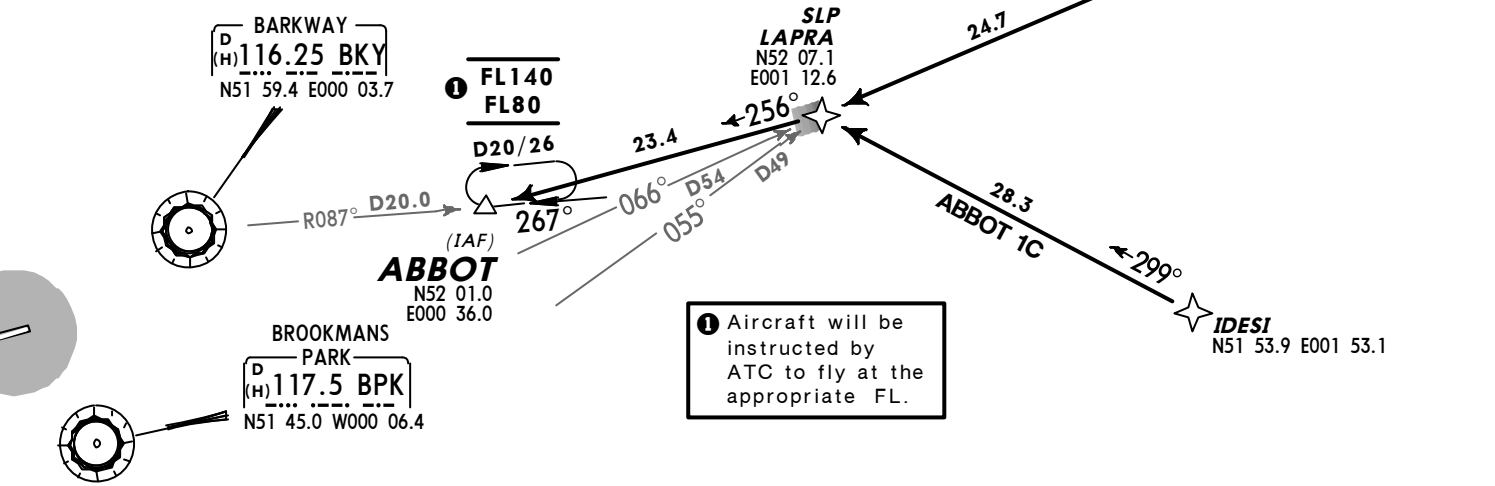 BARKWAY
D
(H) 116.25 BKY
N51 59.4 E000 03.7
1 FL140
FL80
D20/26
R087° D20.0
267°
(IAF)
ABBOT
N52 01.0
E000 36.0
SLP
LAPRA
N52 07.1
E001 12.6
24.7
256°
23.4
066° D54
055° D49
28.3
ABBOT 1C
299°
IDESI
N51 53.9 E001 53.1
1 Aircraft will be
instructed by
ATC to fly at the
appropriate FL.
BROOKMANS
PARK
D
(H) 117.5 BPK
N51 45.0 W000 06.4